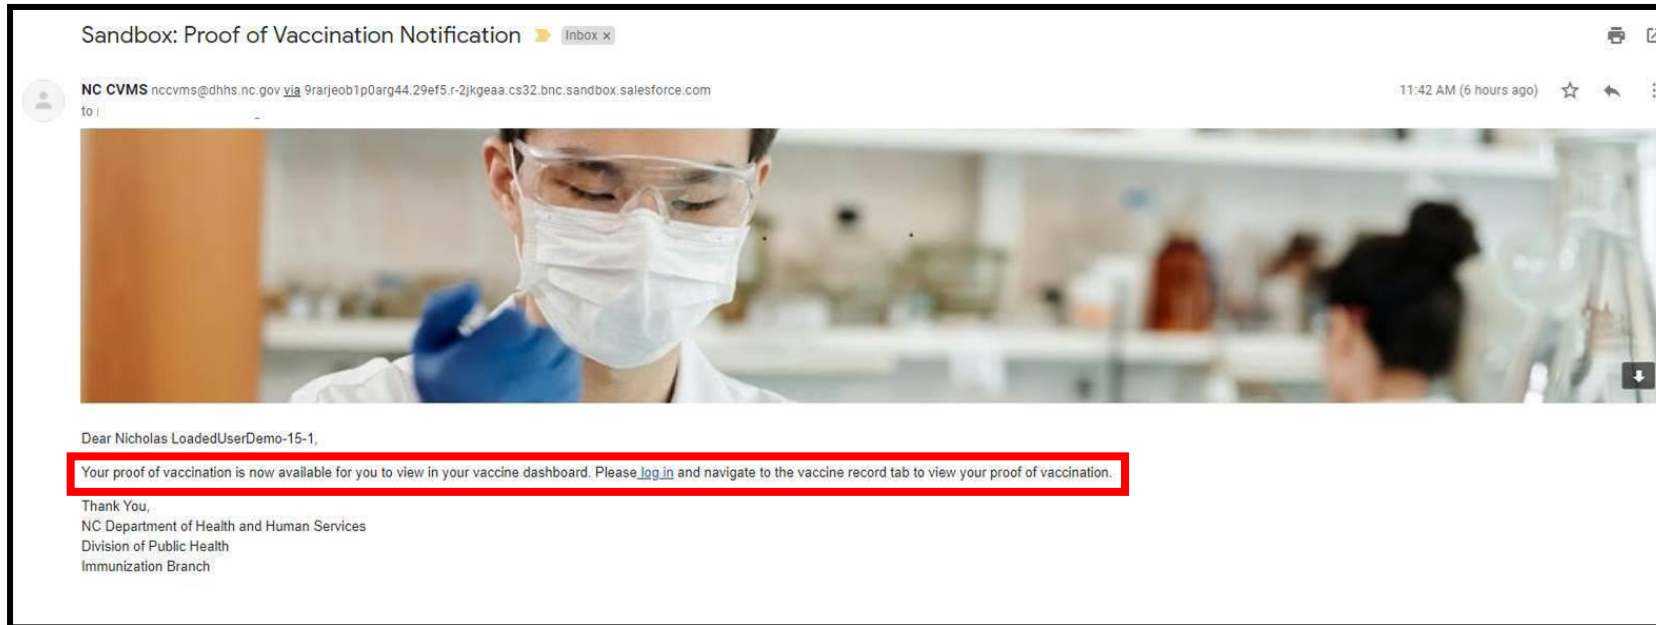 Sandbox: Proof of Vaccination Notification Inbox x
NC CVMS nccvms@dhhs.nc.gov via 9rarjeob1p0arg44.29ef5.r-2jkgeaa.cs32.bnc.sandbox.salesforce.com 11:42 AM (6 hours ago)
to
Dear Nicholas LoadedUserDemo-15-1,
Your proof of vaccination is now available for you to view in your vaccine dashboard. Please log in and navigate to the vaccine record tab to view your proof of vaccination.
Thank You,
NC Department of Health and Human Services
Division of Public Health
Immunization Branch